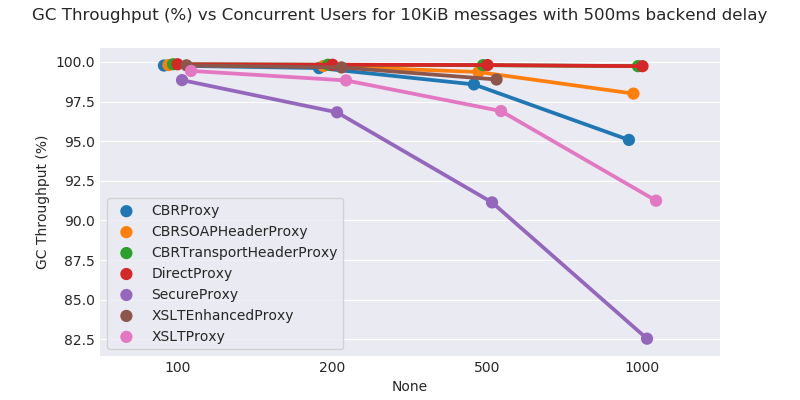 GC Throughput (%) vs Concurrent Users for 10KiB messages with 500ms backend delay
100.0
97.5
95.0
92.5
90.0
87.5
85.0
82.5
GC Throughput (%)
CBRProxy
CBRSOAPHeaderProxy
CBRTransportHeaderProxy
DirectProxy
SecureProxy
XSLTEnhancedProxy
XSLTProxy
100 200 500 1000
None